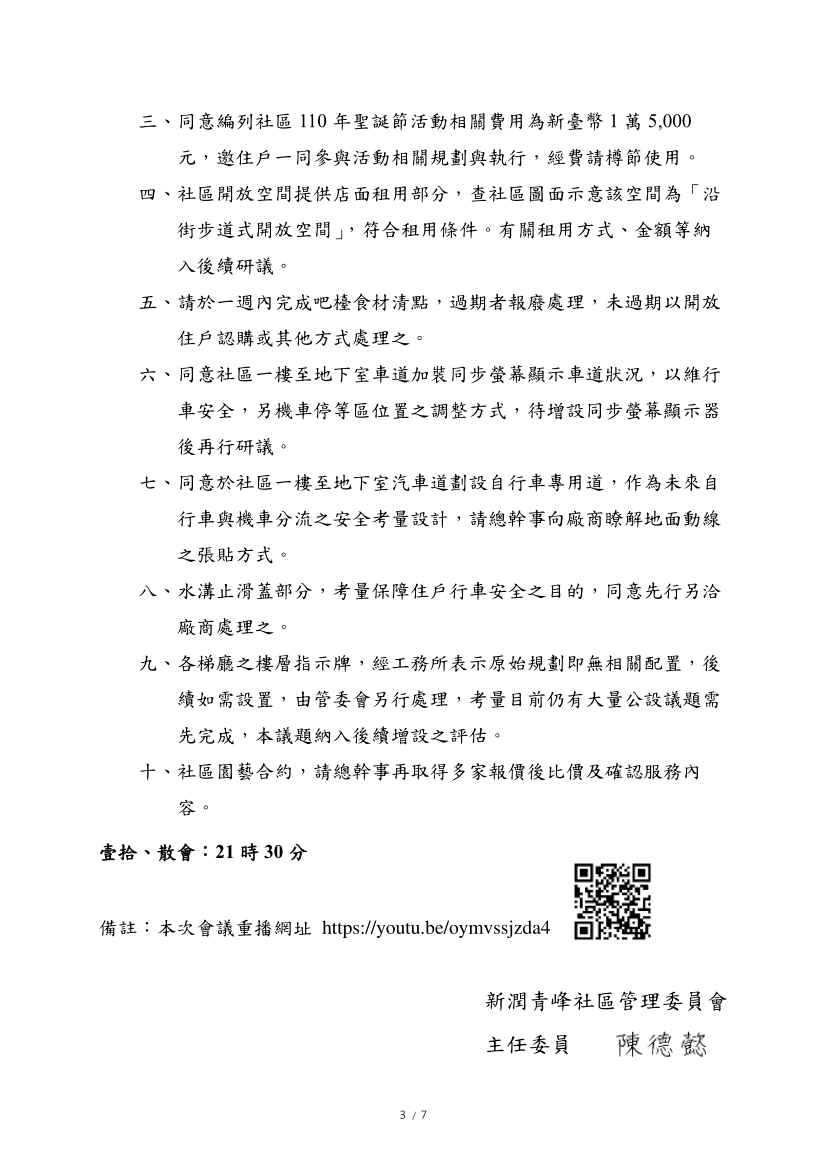 三、同意編列社區 110 年聖誕節活動相關費用為新臺幣 1 萬 5,000
元，邀住戶一同參與活動相關規劃與執行，經費請樽節使用。
四、社區開放空間提供店面租用部分，查社區圖面示意該空間為「沿
街步道式開放空間」，符合租用條件。有關租用方式、金額等納
入後續研議。
五、請於一週內完成吧檯食材清點，過期者報廢處理，未過期以開放
住戶認購或其他方式處理之。
六、同意社區一樓至地下室車道加裝同步螢幕顯示車道狀況，以維行
車安全，另機車停等區位置之調整方式，待增設同步螢幕顯示器
後再行研議。
七、同意於社區一樓至地下室汽車道劃設自行車專用道，作為未來自
行車與機車分流之安全考量設計，請總幹事向廠商瞭解地面動線
之張貼方式。
八、水溝止滑蓋部分，考量保障住戶行車安全之目的，同意先行另洽
廠商處理之。
九、各梯廳之樓層指示牌，經工務所表示原始規劃即無相關配置，後
續如需設置，由管委會另行處理，考量目前仍有大量公設議題需
先完成，本議題納入後續增設之評估。
十、社區園藝合約，請總幹事再取得多家報價後比價及確認服務內
容。
壹拾、散會：21 時 30 分
備註：本次會議重播網址 https://youtu.be/oymvssjzda4
新潤青峰社區管理委員會
主任委員 陳德懿
3 / 7